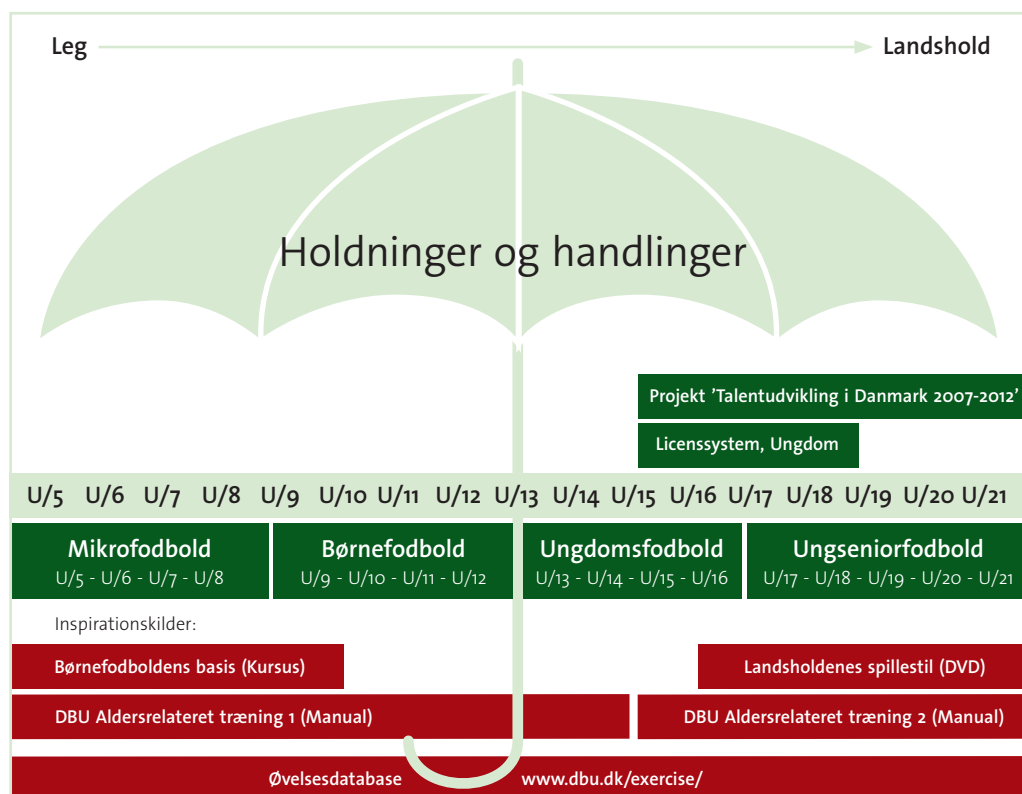 Leg
Landshold
Holdninger og handlinger
Projekt ’Talentudvikling i Danmark 2007-2012’
Licenssystem, Ungdom
U/5 U/6 U/7 U/8 U/9 U/10 U/11 U/12 U/13 U/14 U/15 U/16 U/17 U/18 U/19 U/20 U/21
Mikrofodbold
U/5 - U/6 - U/7 - U/8
Børnefodbold
U/9 - U/10 - U/11 - U/12
Ungdomsfodbold
U/13 - U/14 - U/15 - U/16
Ungseniorfodbold
U/17 - U/18 - U/19 - U/20 - U/21
Inspirationskilder:
Børnefodboldens basis (Kursus)
Landsholdenes spillestil (DVD)
DBU Aldersrelateret træning 1 (Manual)
DBU Aldersrelateret træning 2 (Manual)
Øvelsesdatabase www.dbu.dk/exercise/